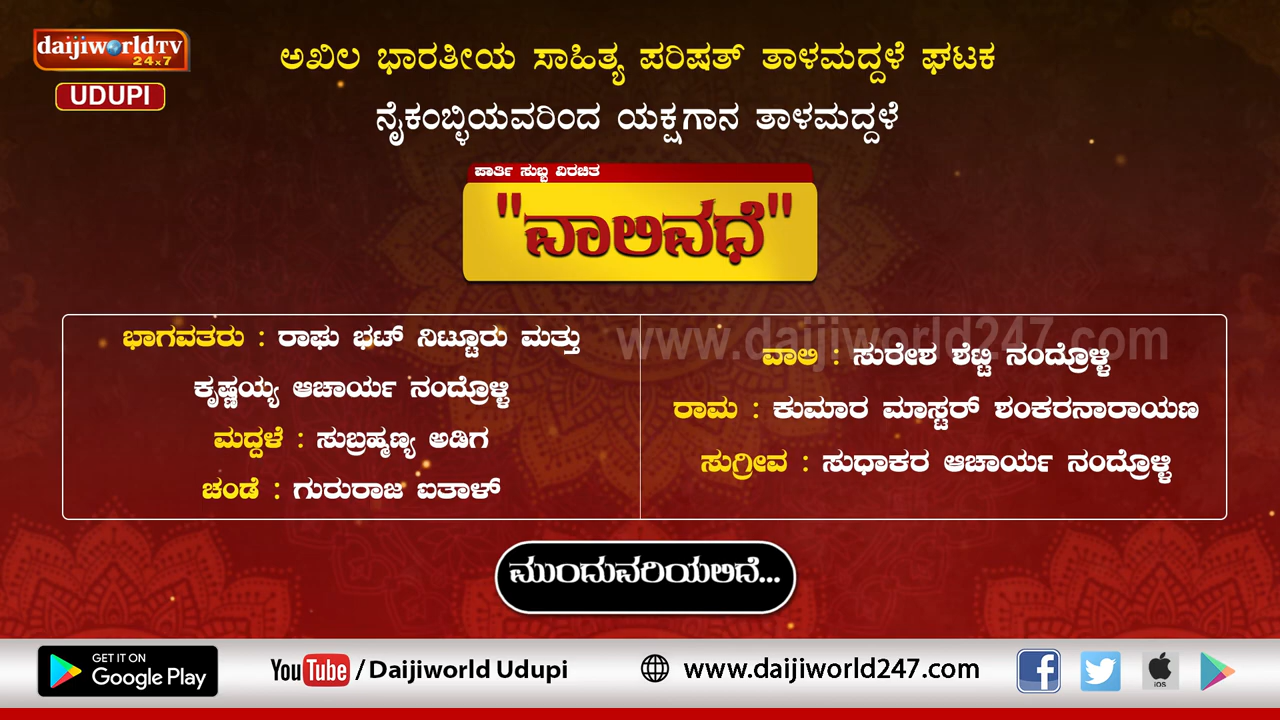 daijiworldTV
24x7
UDUPI
ಅಖಿಲ ಭಾರತೀಯ ಸಾಹಿತ್ಯ ಪರಿಷತ್ ತಾಳಮದ್ದಳೆ ಘಟಕ
ನೈಕಂಬ್ಳಿಯವರಿಂದ ಯಕ್ಷಗಾನ ತಾಳಮದ್ದಳೆ
ಪಾರ್ತಿ ಸುಬ್ಬ ವಿರಚಿತ
"ವಾಲಿವಧೆ"
www.daijiworld247.com
ಭಾಗವತರು : ರಾಘು ಭಟ್ ನಿಟ್ಟೂರು ಮತ್ತು
ಕೃಷ್ಣಯ್ಯ ಆಚಾರ್ಯ ನಂದ್ರೊಳ್ಳಿ
ಮದ್ದಳೆ : ಸುಬ್ರಹ್ಮಣ್ಯ ಅಡಿಗ
ಚಂಡೆ : ಗುರುರಾಜ ಐತಾಳ್
ವಾಲಿ : ಸುರೇಶ ಶೆಟ್ಟಿ ನಂದ್ರೊಳ್ಳಿ
ರಾಮ : ಕುಮಾರ ಮಾಸ್ಟರ್ ಶಂಕರನಾರಾಯಣ
ಸುಗ್ರೀವ : ಸುಧಾಕರ ಆಚಾರ್ಯ ನಂದ್ರೊಳ್ಳಿ
ಮುಂದುವರಿಯಲಿದೆ...
GET IT ON
Google Play
YouTube / Daijiworld Udupi
www.daijiworld247.com
iOS